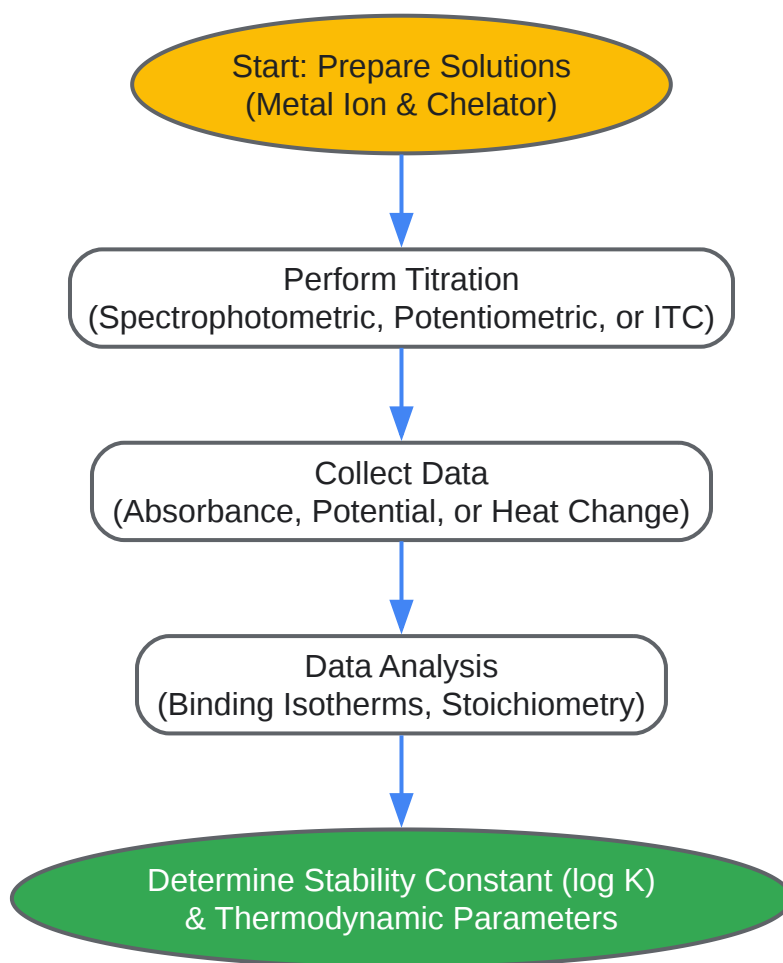 Start: Prepare Solutions
(Metal Ion & Chelator)
Perform Titration
(Spectrophotometric, Potentiometric, or ITC)
Collect Data
(Absorbance, Potential, or Heat Change)
Data Analysis
(Binding Isotherms, Stoichiometry)
Determine Stability Constant (log K)
& Thermodynamic Parameters